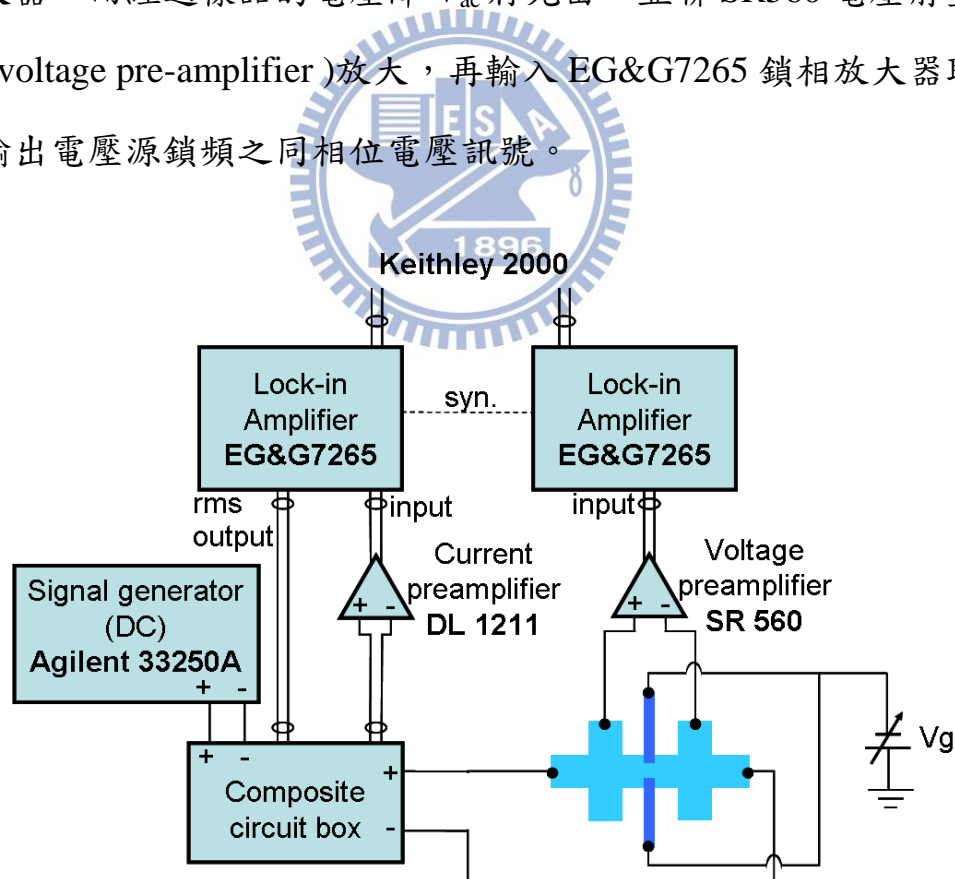 voltage pre-amplifier )放大，再輸入 EG&G7265 鎖相放大器
輸出電壓源鎖頻之同相位電壓訊號。
ES A
1896
Keithley 2000
Lock-in
Amplifier
EG&G7265
syn.
Lock-in
Amplifier
EG&G7265
rms
output
input
input
Signal generator
(DC)
Agilent 33250A
+ -
Current
preamplifier
DL 1211
+ -
Voltage
preamplifier
SR 560
+ -
+ -
Composite
circuit box
+
-
Vg